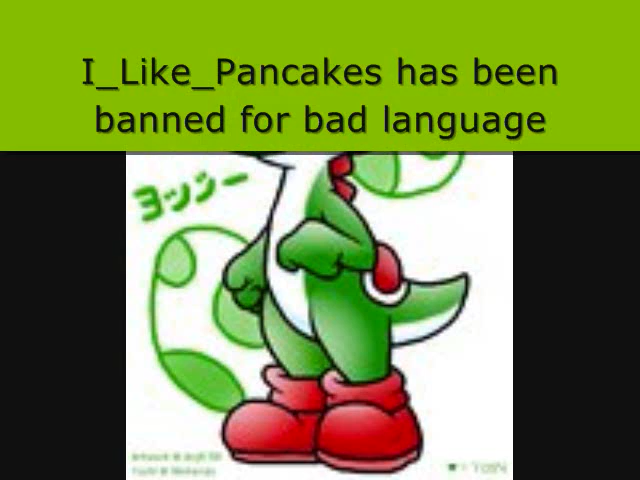 I_Like_Pancakes has been
banned for bad language
ヨッシー